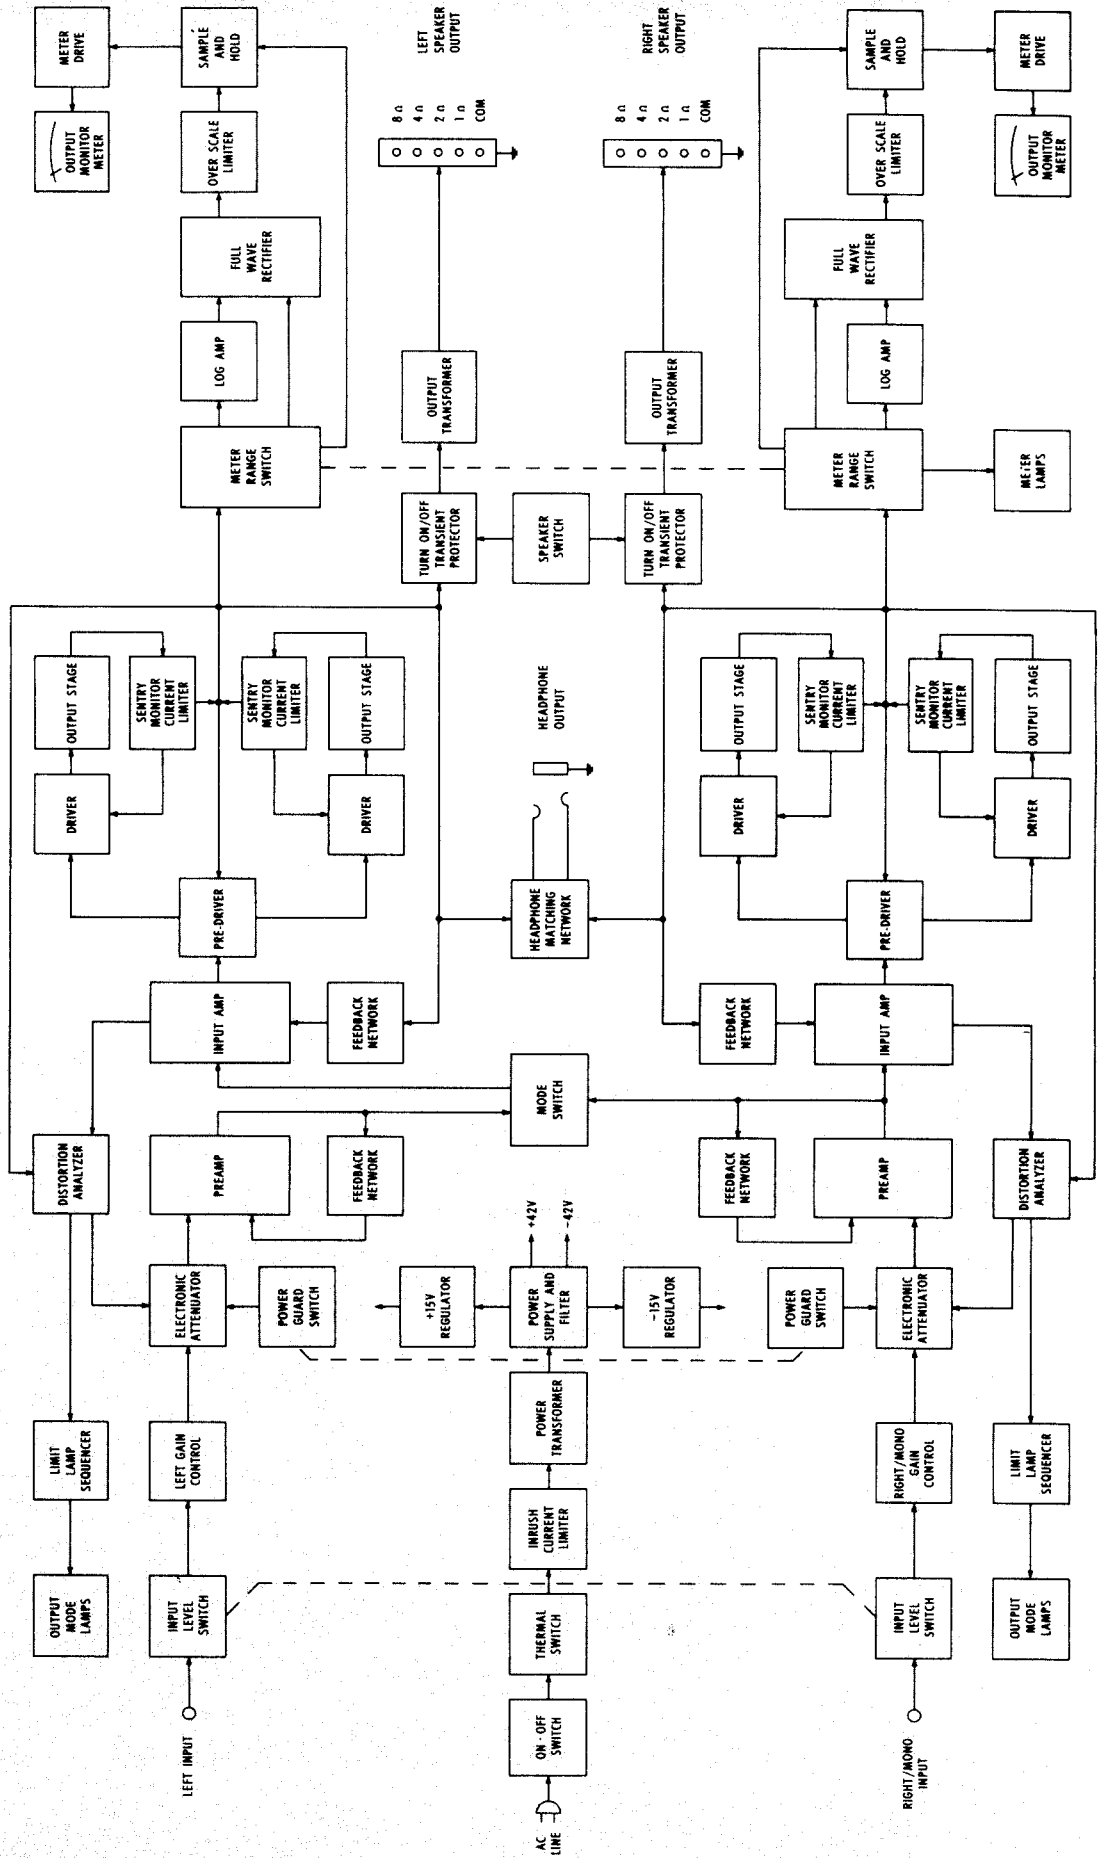 OUTPUT
MODE
LAMPS
LIMIT
LAMP
SEQUENCER
DISTORTION
ANALYZER
DRIVER
OUTPUT STAGE
OUTPUT
MONITOR
METER
METER
DRIVE
SENTRY
MONITOR
CURRENT
LIMITER
LEFT INPUT
INPUT
LEVEL
SWITCH
LEFT GAIN
CONTROL
ELECTRONIC
ATTENUATOR
PREAMP
INPUT AMP
PRE-DRIVER
METER
RANGE
SWITCH
LOG AMP
FULL
WAVE
RECTIFIER
OVER SCALE
LIMITER
SAMPLE
AND
HOLD
SENTRY
MONITOR
CURRENT
LIMITER
POWER
GUARD
SWITCH
FEEDBACK
NETWORK
FEEDBACK
NETWORK
DRIVER
OUTPUT STAGE
+15V
REGULATOR
TURN ON/OFF
TRANSIENT
PROTECTOR
OUTPUT
TRANSFORMER
8 Ω
4 Ω
2 Ω
1 Ω
COM
LEFT
SPEAKER
OUTPUT
AC
LINE
ON-OFF
SWITCH
THERMAL
SWITCH
INRUSH
CURRENT
LIMITER
POWER
TRANSFORMER
POWER
SUPPLY AND
FILTER
+42V
-42V
MODE
SWITCH
HEADPHONE
MATCHING
NETWORK
HEADPHONE
OUTPUT
SPEAKER
SWITCH
-15V
REGULATOR
TURN ON/OFF
TRANSIENT
PROTECTOR
OUTPUT
TRANSFORMER
8 Ω
4 Ω
2 Ω
1 Ω
COM
RIGHT
SPEAKER
OUTPUT
POWER
GUARD
SWITCH
FEEDBACK
NETWORK
FEEDBACK
NETWORK
DRIVER
OUTPUT STAGE
SENTRY
MONITOR
CURRENT
LIMITER
RIGHT/MONO
INPUT
INPUT
LEVEL
SWITCH
RIGHT/MONO
GAIN
CONTROL
ELECTRONIC
ATTENUATOR
PREAMP
INPUT AMP
PRE-DRIVER
METER
RANGE
SWITCH
LOG AMP
FULL
WAVE
RECTIFIER
OVER SCALE
LIMITER
SAMPLE
AND
HOLD
SENTRY
MONITOR
CURRENT
LIMITER
OUTPUT
MODE
LAMPS
LIMIT
LAMP
SEQUENCER
DISTORTION
ANALYZER
DRIVER
OUTPUT STAGE
METER
LAMPS
OUTPUT
MONITOR
METER
METER
DRIVE